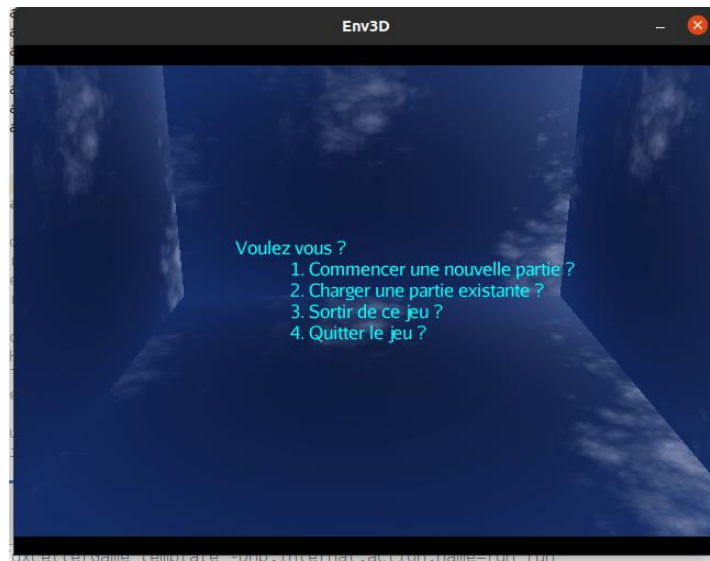 Env3D
Voulez vous ?
1. Commencer une nouvelle partie ?
2. Charger une partie existante ?
3. Sortir de ce jeu ?
4. Quitter le jeu ?